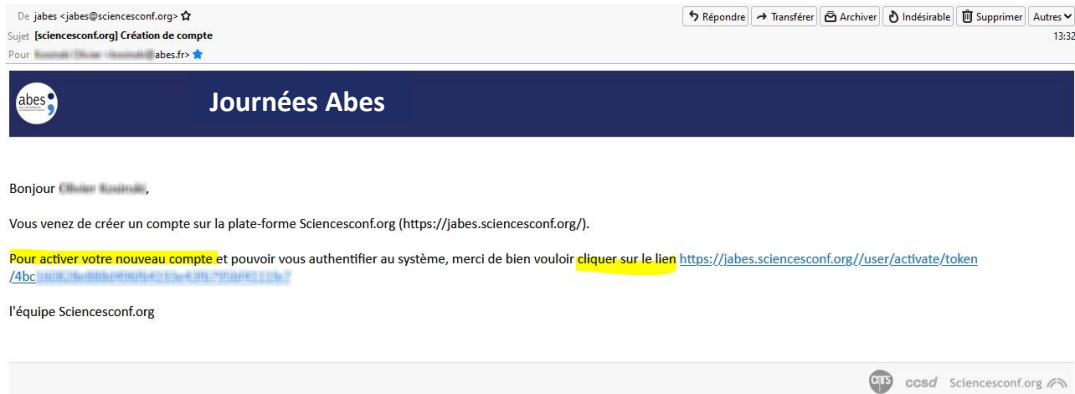 De jabes <jabes@sciencesconf.org>
Répondre Transférer Archiver Indésirable Supprimer Autres
Sujet [sciencesconf.org] Création de compte
13:32
Pour abes.fr>
abes
Journées Abes
Bonjour ,
Vous venez de créer un compte sur la plate-forme Sciencesconf.org (https://jabes.sciencesconf.org/).
Pour activer votre nouveau compte et pouvoir vous authentifier au système, merci de bien vouloir cliquer sur le lien https://jabes.sciencesconf.org//user/activate/token
/4bc
l'équipe Sciencesconf.org
cnrs ccsd Sciencesconf.org